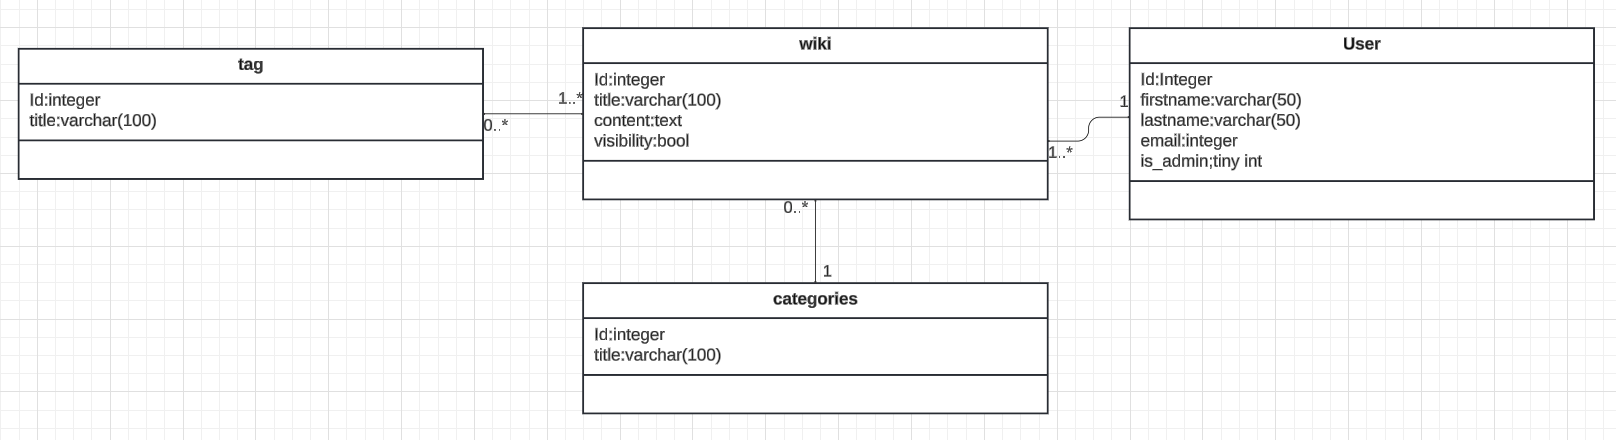 tag
Id:integer
title:varchar(100)
0..*
1..*
wiki
Id:integer
title:varchar(100)
content:text
visibility:bool
1..*
1
User
Id:Integer
firstname:varchar(50)
lastname:varchar(50)
email:integer
is_admin;tiny int
0..*
1
categories
Id:integer
title:varchar(100)